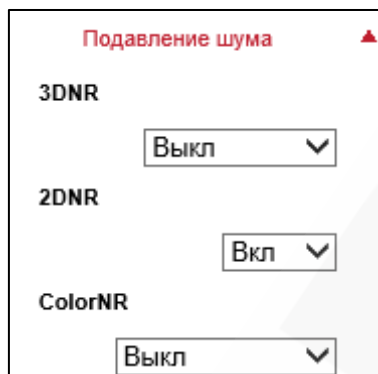 Подавление шума
3DNR
Выкл
2DNR
Вкл
ColorNR
Выкл